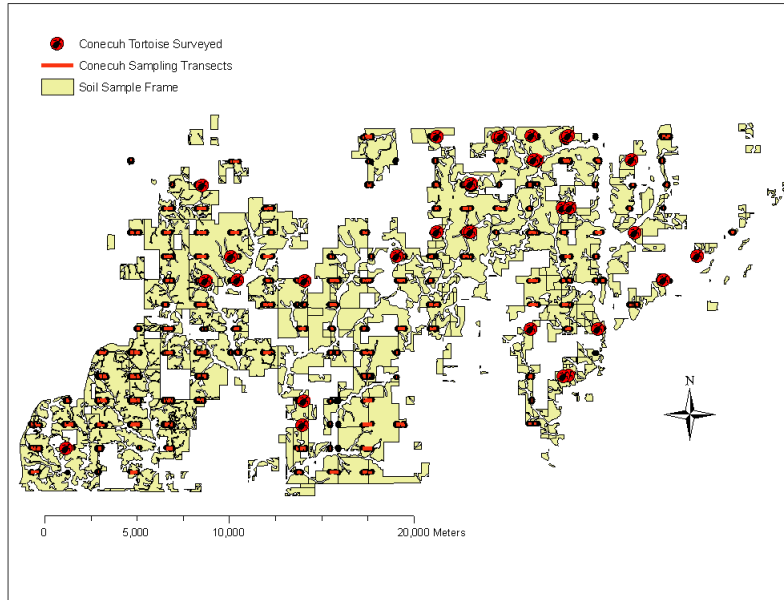 Conecuh Tortoise Surveyed
Conecuh Sampling Transects
Soil Sample Frame
N
0 5,000 10,000 20,000 Meters